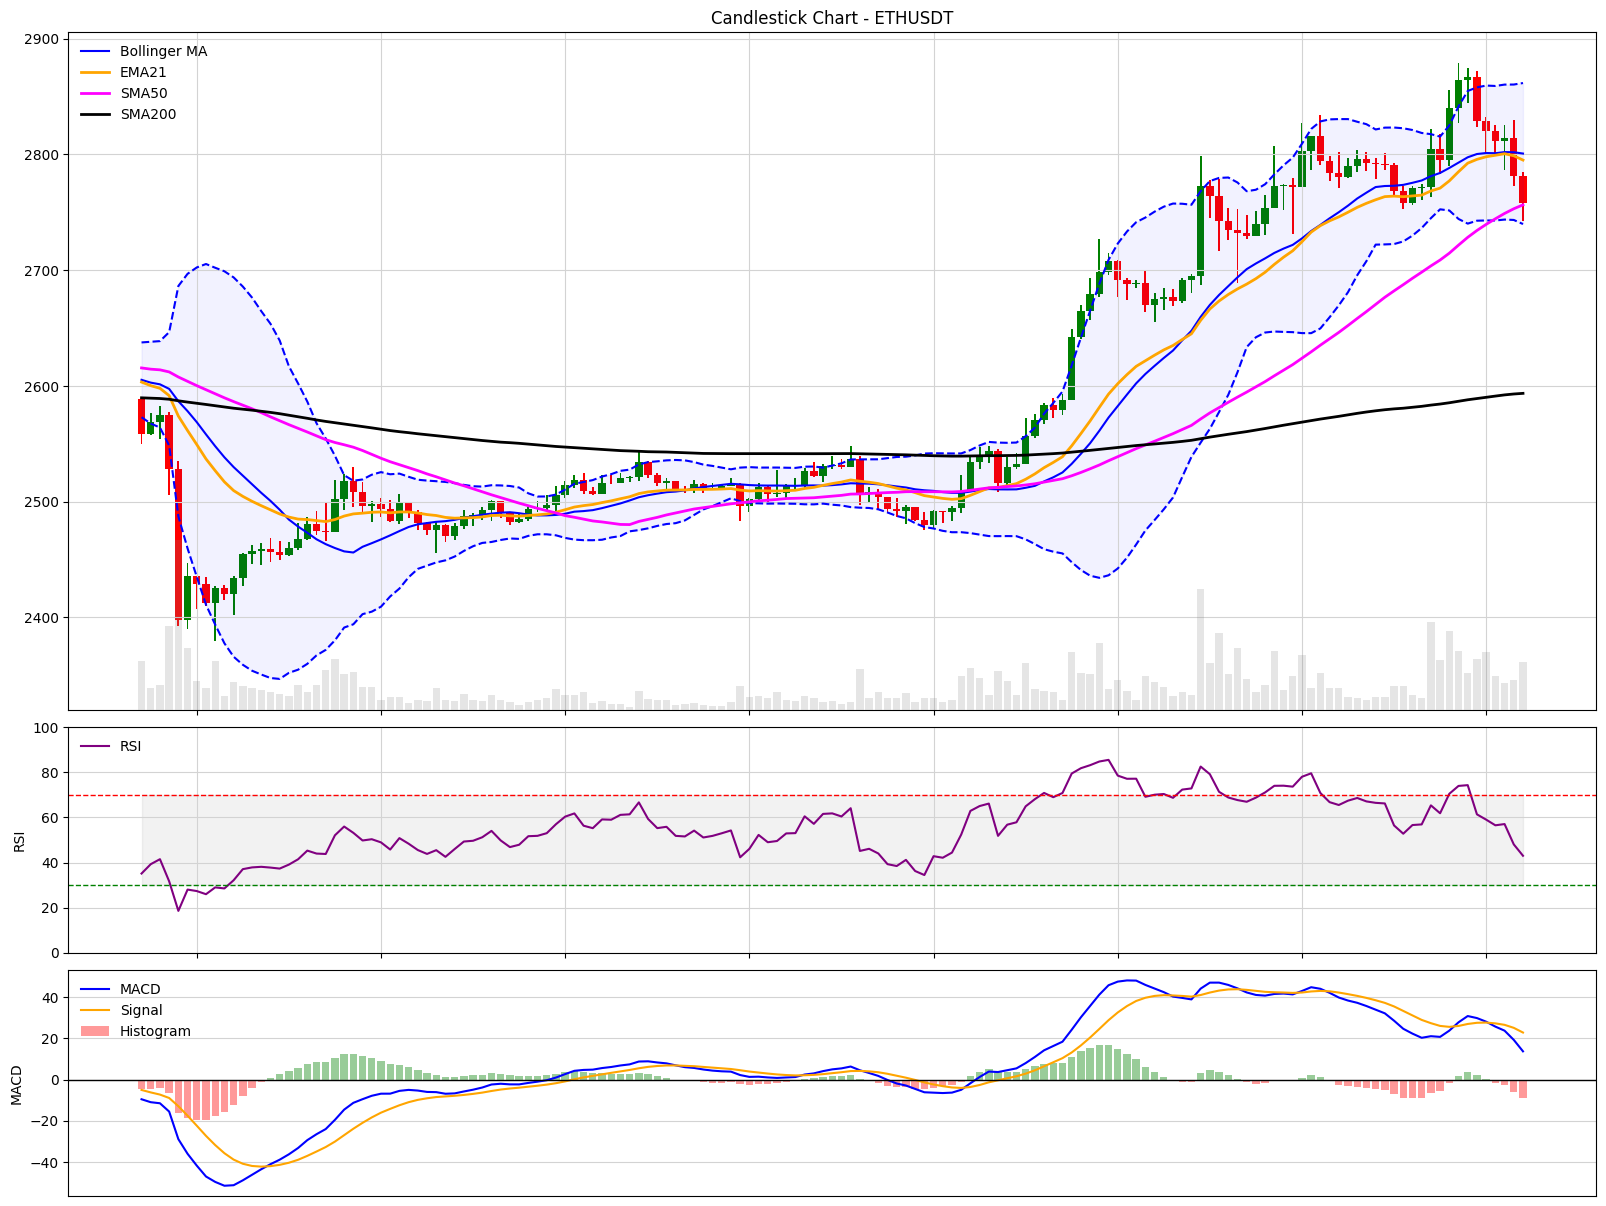 Candlestick Chart - ETHUSDT
2900
2800
2700
2600
2500
2400
Bollinger MA
EMA21
SMA50
SMA200
100
80
60
40
20
0
RSI
RSI
40
20
0
−20
−40
MACD
MACD
Signal
Histogram